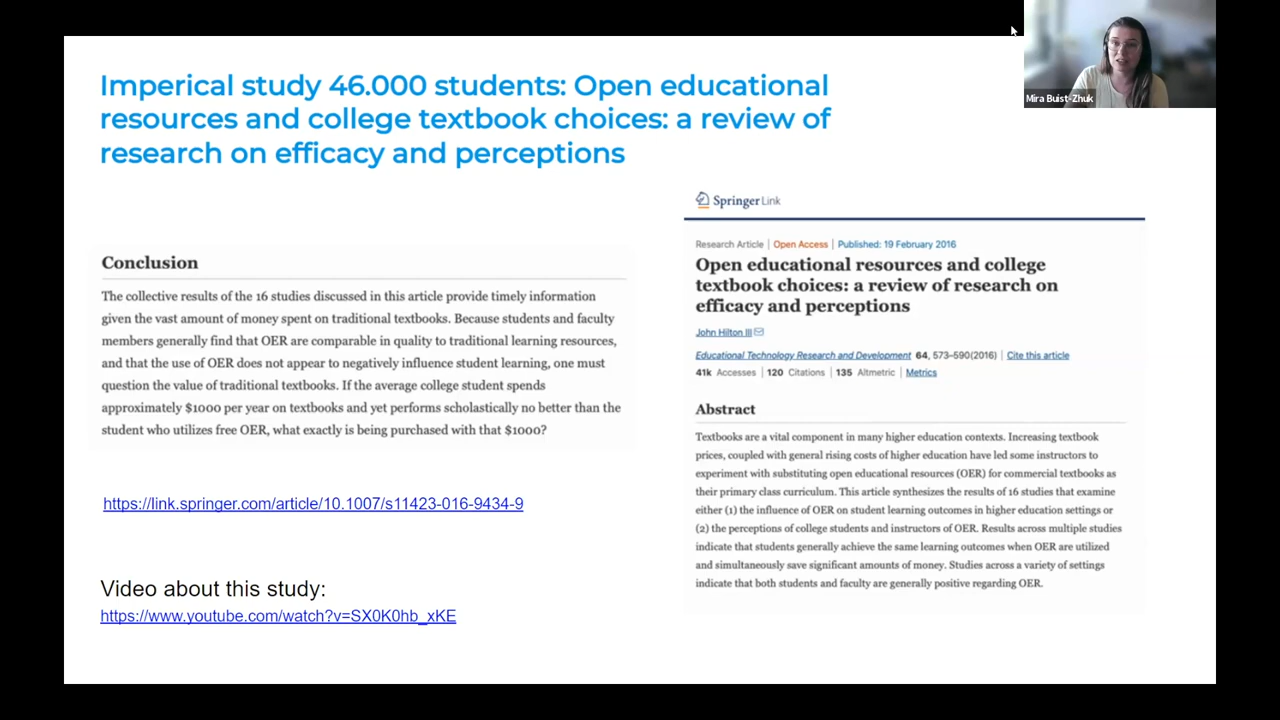 Imperical study 46.000 students: Open educational
resources and college textbook choices: a review of
research on efficacy and perceptions
Mira Buist-Zhuk
Conclusion
The collective results of the 16 studies discussed in this article provide timely information
given the vast amount of money spent on traditional textbooks. Because students and faculty
members generally find that OER are comparable in quality to traditional learning resources,
and that the use of OER does not appear to negatively influence student learning, one must
question the value of traditional textbooks. If the average college student spends
approximately $1000 per year on textbooks and yet performs scholastically no better than the
student who utilizes free OER, what exactly is being purchased with that $1000?
https://link.springer.com/article/10.1007/s11423-016-9434-9
Video about this study:
https://www.youtube.com/watch?v=SX0K0hb_xKE
Springer Link
Research Article | Open Access | Published: 19 February 2016
Open educational resources and college
textbook choices: a review of research on
efficacy and perceptions
John Hilton III
Educational Technology Research and Development 64, 573–590(2016) | Cite this article
41k Accesses | 120 Citations | 135 Altmetric | Metrics
Abstract
Textbooks are a vital component in many higher education contexts. Increasing textbook
prices, coupled with general rising costs of higher education have led some instructors to
experiment with substituting open educational resources (OER) for commercial textbooks as
their primary class curriculum. This article synthesizes the results of 16 studies that examine
either (1) the influence of OER on student learning outcomes in higher education settings or
(2) the perceptions of college students and instructors of OER. Results across multiple studies
indicate that students generally achieve the same learning outcomes when OER are utilized
and simultaneously save significant amounts of money. Studies across a variety of settings
indicate that both students and faculty are generally positive regarding OER.